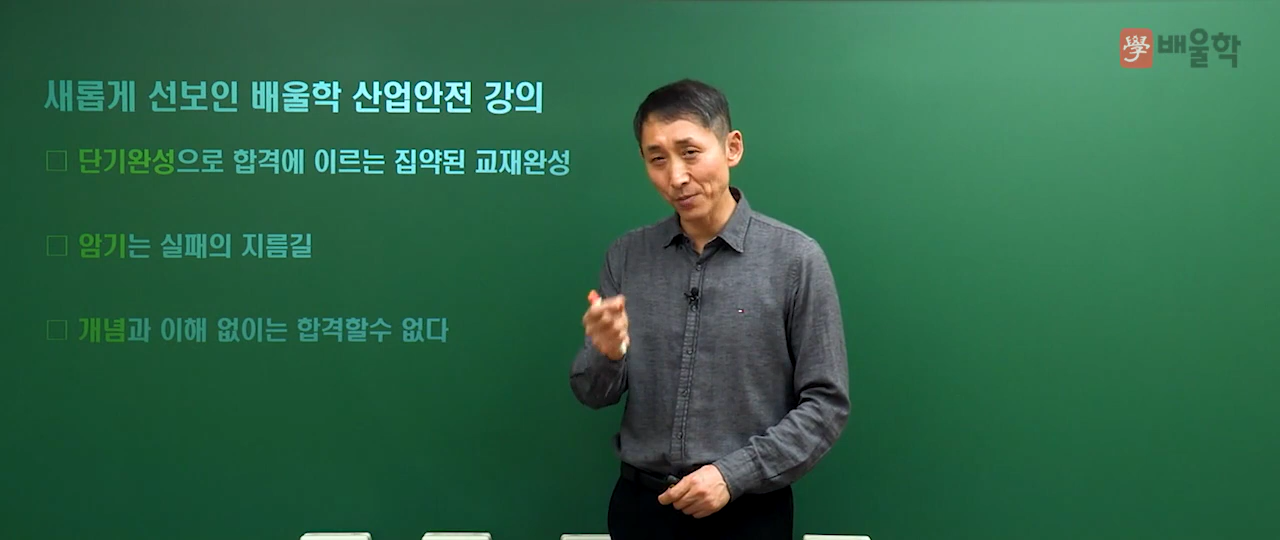 學 배울학
새롭게 선보인 배울학 산업안전 강의
□ 단기완성으로 합격에 이르는 집약된 교재완성
□ 암기는 실패의 지름길
□ 개념과 이해 없이는 합격할수 없다